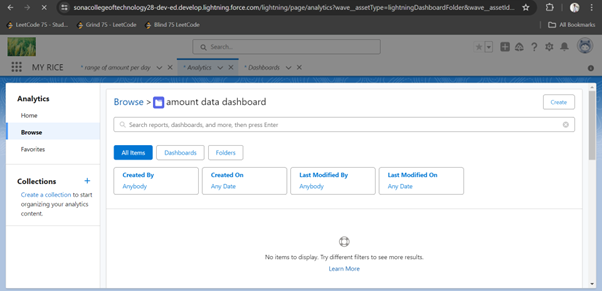 sonacollegeoftechnology28-dev-ed.develop.lightning.force.com/lightning/page/analytics?wave__assetType=lightningDashboardFolder&wave__assetId...
LeetCode 75 - Stud...
Grind 75 - LeetCode
Blind 75 LeetCode
All Bookmarks
Search...
MY RICE
* range of amount per day
* Analytics
* Dashboards
Analytics
Home
Browse
Favorites
Collections
Create a collection to start
organizing your analytics
content.
Browse > amount data dashboard
Create
Search reports, dashboards, and more, then press Enter
All Items
Dashboards
Folders
Created By
Anybody
Created On
Any Date
Last Modified By
Anybody
Last Modified On
Any Date
No items to display. Try different filters to see more results.
Learn More